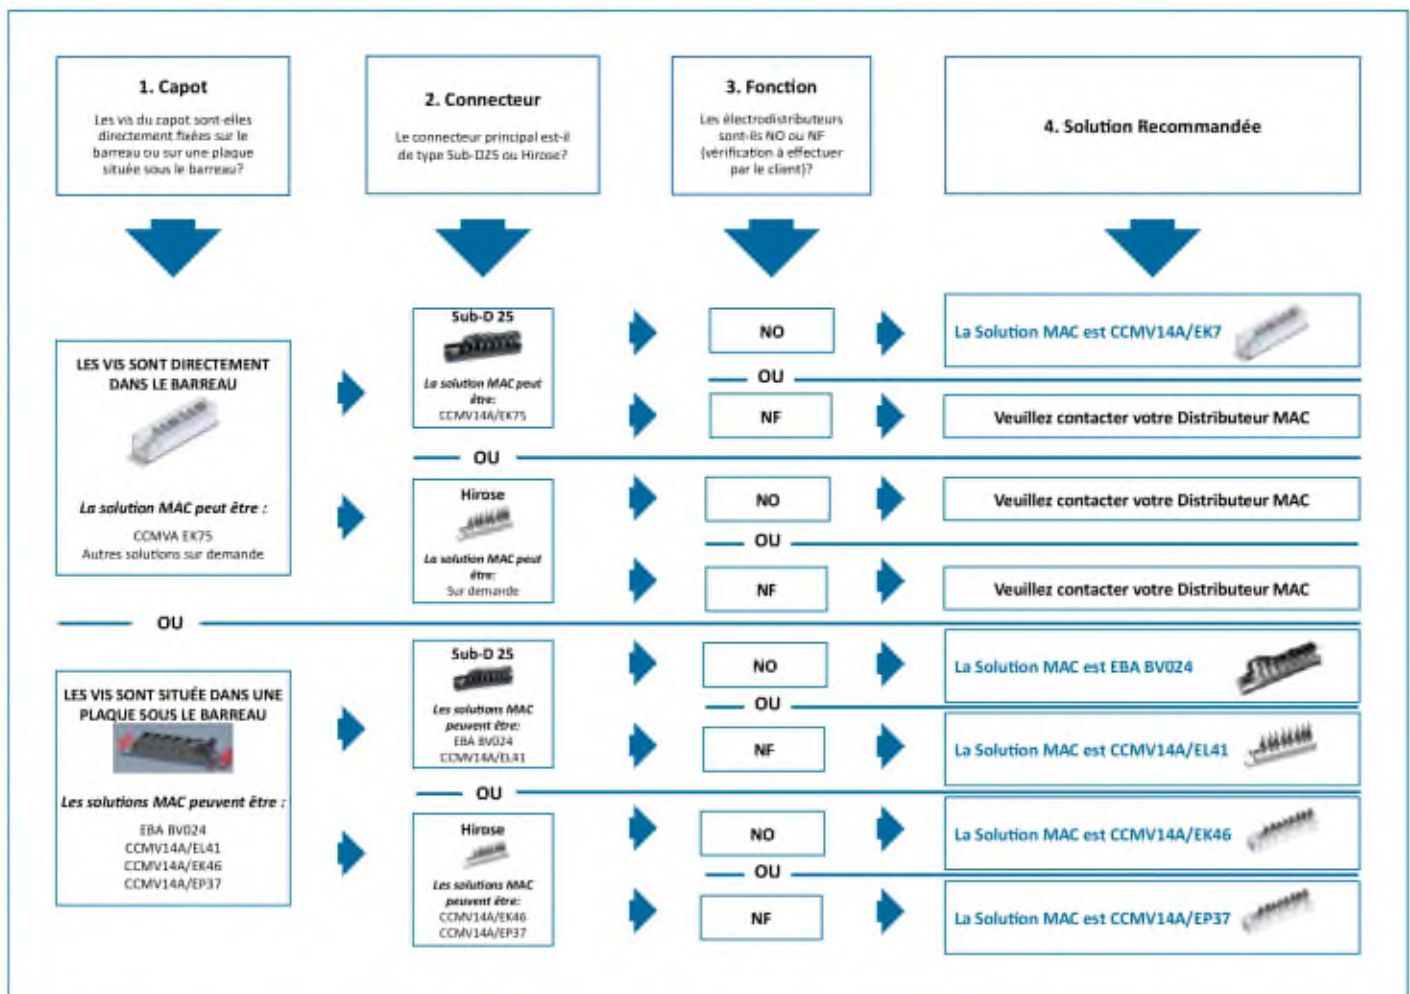 1. Capot
Les vis du capot sont-elles
directement fixées sur le
barreau ou sur une plaque
située sous le barreau?
2. Connecteur
Le connecteur principal est-il
de type Sub-D25 ou Hirose?
3. Fonction
Les électrodistributeurs
sont-ils NO ou NF
(vérification à effectuer
par le client)?
4. Solution Recommandée
LES VIS SONT DIRECTEMENT
DANS LE BARREAU
La solution MAC peut être :
CCMVA EK75
Autres solutions sur demande
Sub-D 25
La solution MAC peut
être:
CCMV14A/EK75
NO
La Solution MAC est CCMV14A/EK7
OU
NF
Veuillez contacter votre Distributeur MAC
OU
Hirose
La solution MAC peut
être:
Sur demande
NO
Veuillez contacter votre Distributeur MAC
OU
NF
Veuillez contacter votre Distributeur MAC
OU
LES VIS SONT SITUÉE DANS UNE
PLAQUE SOUS LE BARREAU
Les solutions MAC peuvent être :
EBA BV024
CCMV14A/EL41
CCMV14A/EK46
CCMV14A/EP37
Sub-D 25
Les solutions MAC
peuvent être:
EBA BV024
CCMV14A/EL41
NO
La Solution MAC est EBA BV024
OU
NF
La Solution MAC est CCMV14A/EL41
OU
Hirose
Les solutions MAC
peuvent être:
CCMV14A/EK46
CCMV14A/EP37
NO
La Solution MAC est CCMV14A/EK46
OU
NF
La Solution MAC est CCMV14A/EP37